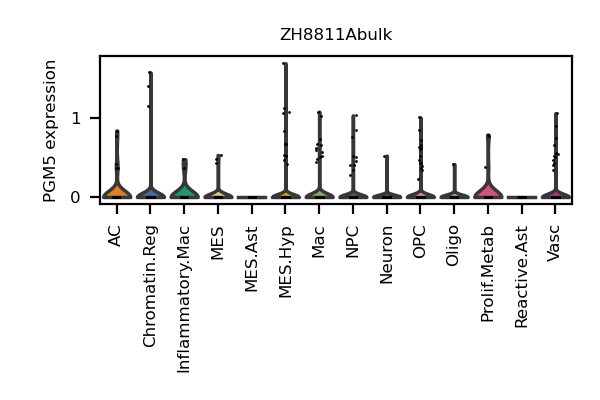 ZH8811Abulk
PGM5 expression
1
0
AC
Chromatin.Reg
Inflammatory.Mac
MES
MES.Ast
MES.Hyp
Mac
NPC
Neuron
OPC
Oligo
Prolif.Metab
Reactive.Ast
Vasc